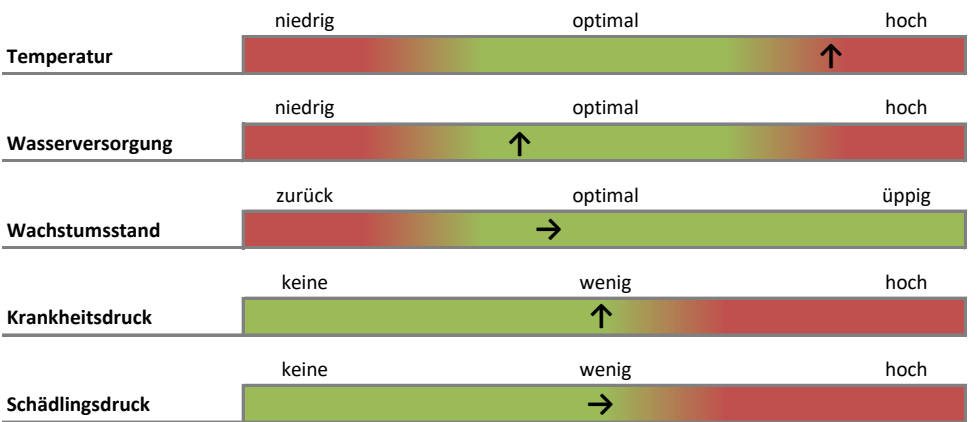 niedrig optimal hoch
Temperatur ↑
niedrig optimal hoch
Wasserversorgung ↑
zurück optimal üppig
Wachstumsstand →
keine wenig hoch
Krankheitsdruck ↑
keine wenig hoch
Schädlingsdruck →